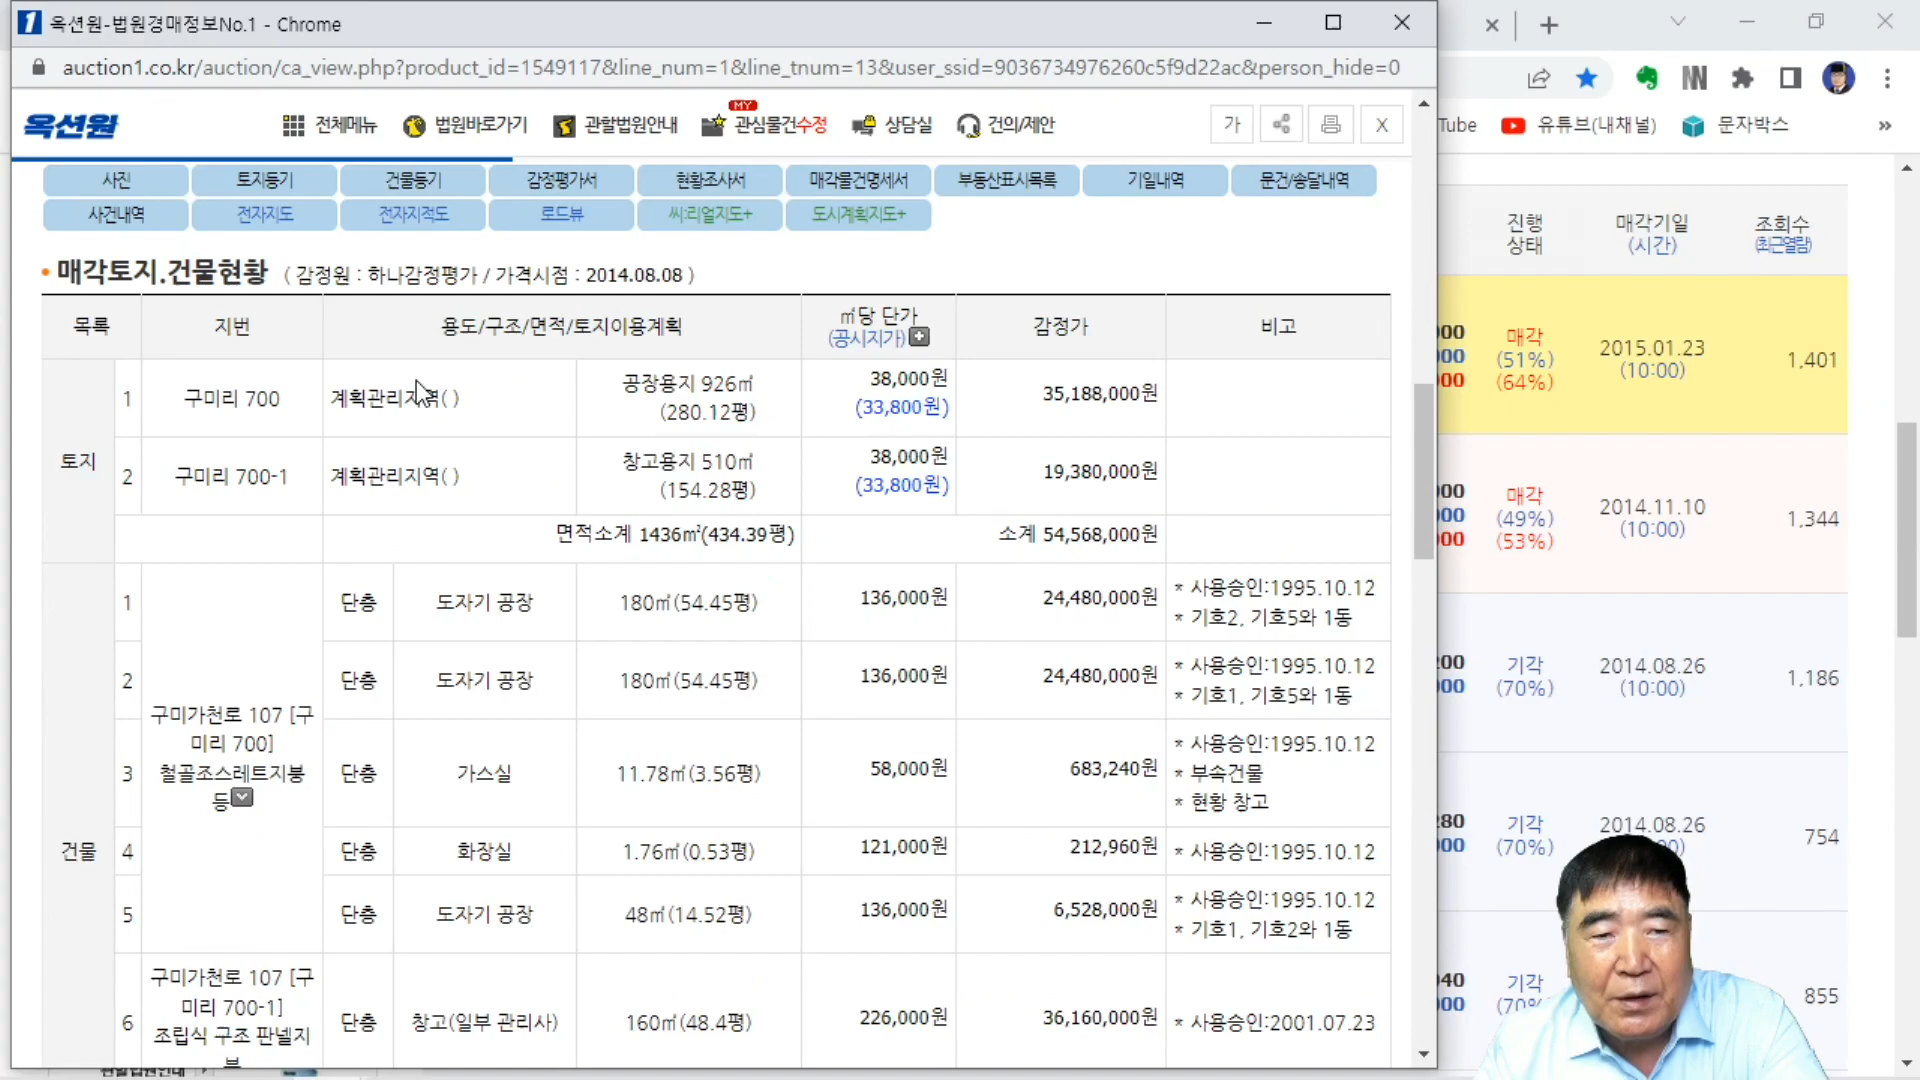 옥션원-법원경매정보No.1 - Chrome
auction1.co.kr/auction/ca_view.php?product_id=1549117&line_num=1&line_tnum=13&user_ssid=9036734976260c5f9d22ac&person_hide=0
옥션원 전체메뉴 법원바로가기 관할법원안내 MY 관심물건수정 상담실 건의/제안 가 X
Tube 유튜브(내채널) 문자박스 »
사진 토지등기 건물등기 감정평가서 현황조사서 매각물건명세서 부동산표시목록 기일내역 문건/송달내역
사건내역 전자지도 전자지적도 로드뷰 씨:리얼지도+ 도시계획지도+
• 매각토지.건물현황 ( 감정원 : 하나감정평가 / 가격시점 : 2014.08.08 )
목록 지번 용도/구조/면적/토지이용계획 ㎡당 단가 (공시지가) 감정가 비고
토지
1 구미리 700 계획관리지역( ) 공장용지 926㎡ (280.12평) 38,000원 (33,800원) 35,188,000원
2 구미리 700-1 계획관리지역( ) 창고용지 510㎡ (154.28평) 38,000원 (33,800원) 19,380,000원
면적소계 1436㎡(434.39평) 소계 54,568,000원
건물
구미가천로 107 [구
미리 700]
철골조스레트지붕
등
1 단층 도자기 공장 180㎡(54.45평) 136,000원 24,480,000원 * 사용승인:1995.10.12
* 기호2, 기호5와 1동
2 단층 도자기 공장 180㎡(54.45평) 136,000원 24,480,000원 * 사용승인:1995.10.12
* 기호1, 기호5와 1동
3 단층 가스실 11.78㎡(3.56평) 58,000원 683,240원 * 사용승인:1995.10.12
* 부속건물
* 현황 창고
4 단층 화장실 1.76㎡(0.53평) 121,000원 212,960원 * 사용승인:1995.10.12
5 단층 도자기 공장 48㎡(14.52평) 136,000원 6,528,000원 * 사용승인:1995.10.12
* 기호1, 기호2와 1동
구미가천로 107 [구
미리 700-1]
조립식 구조 판넬지
6 단층 창고(일부 관리사) 160㎡(48.4평) 226,000원 36,160,000원 * 사용승인:2001.07.23
진행 상태 매각기일 (시간) 조회수 (최근열람)
000 매각
000 (51%) 2015.01.23 (10:00) 1,401
000 (64%)
000 매각
000 (49%) 2014.11.10 (10:00) 1,344
000 (53%)
200 기각 2014.08.26 1,186
000 (70%) (10:00)
280 기각 2014.08.26 754
000 (70%)
040 기각 855
000